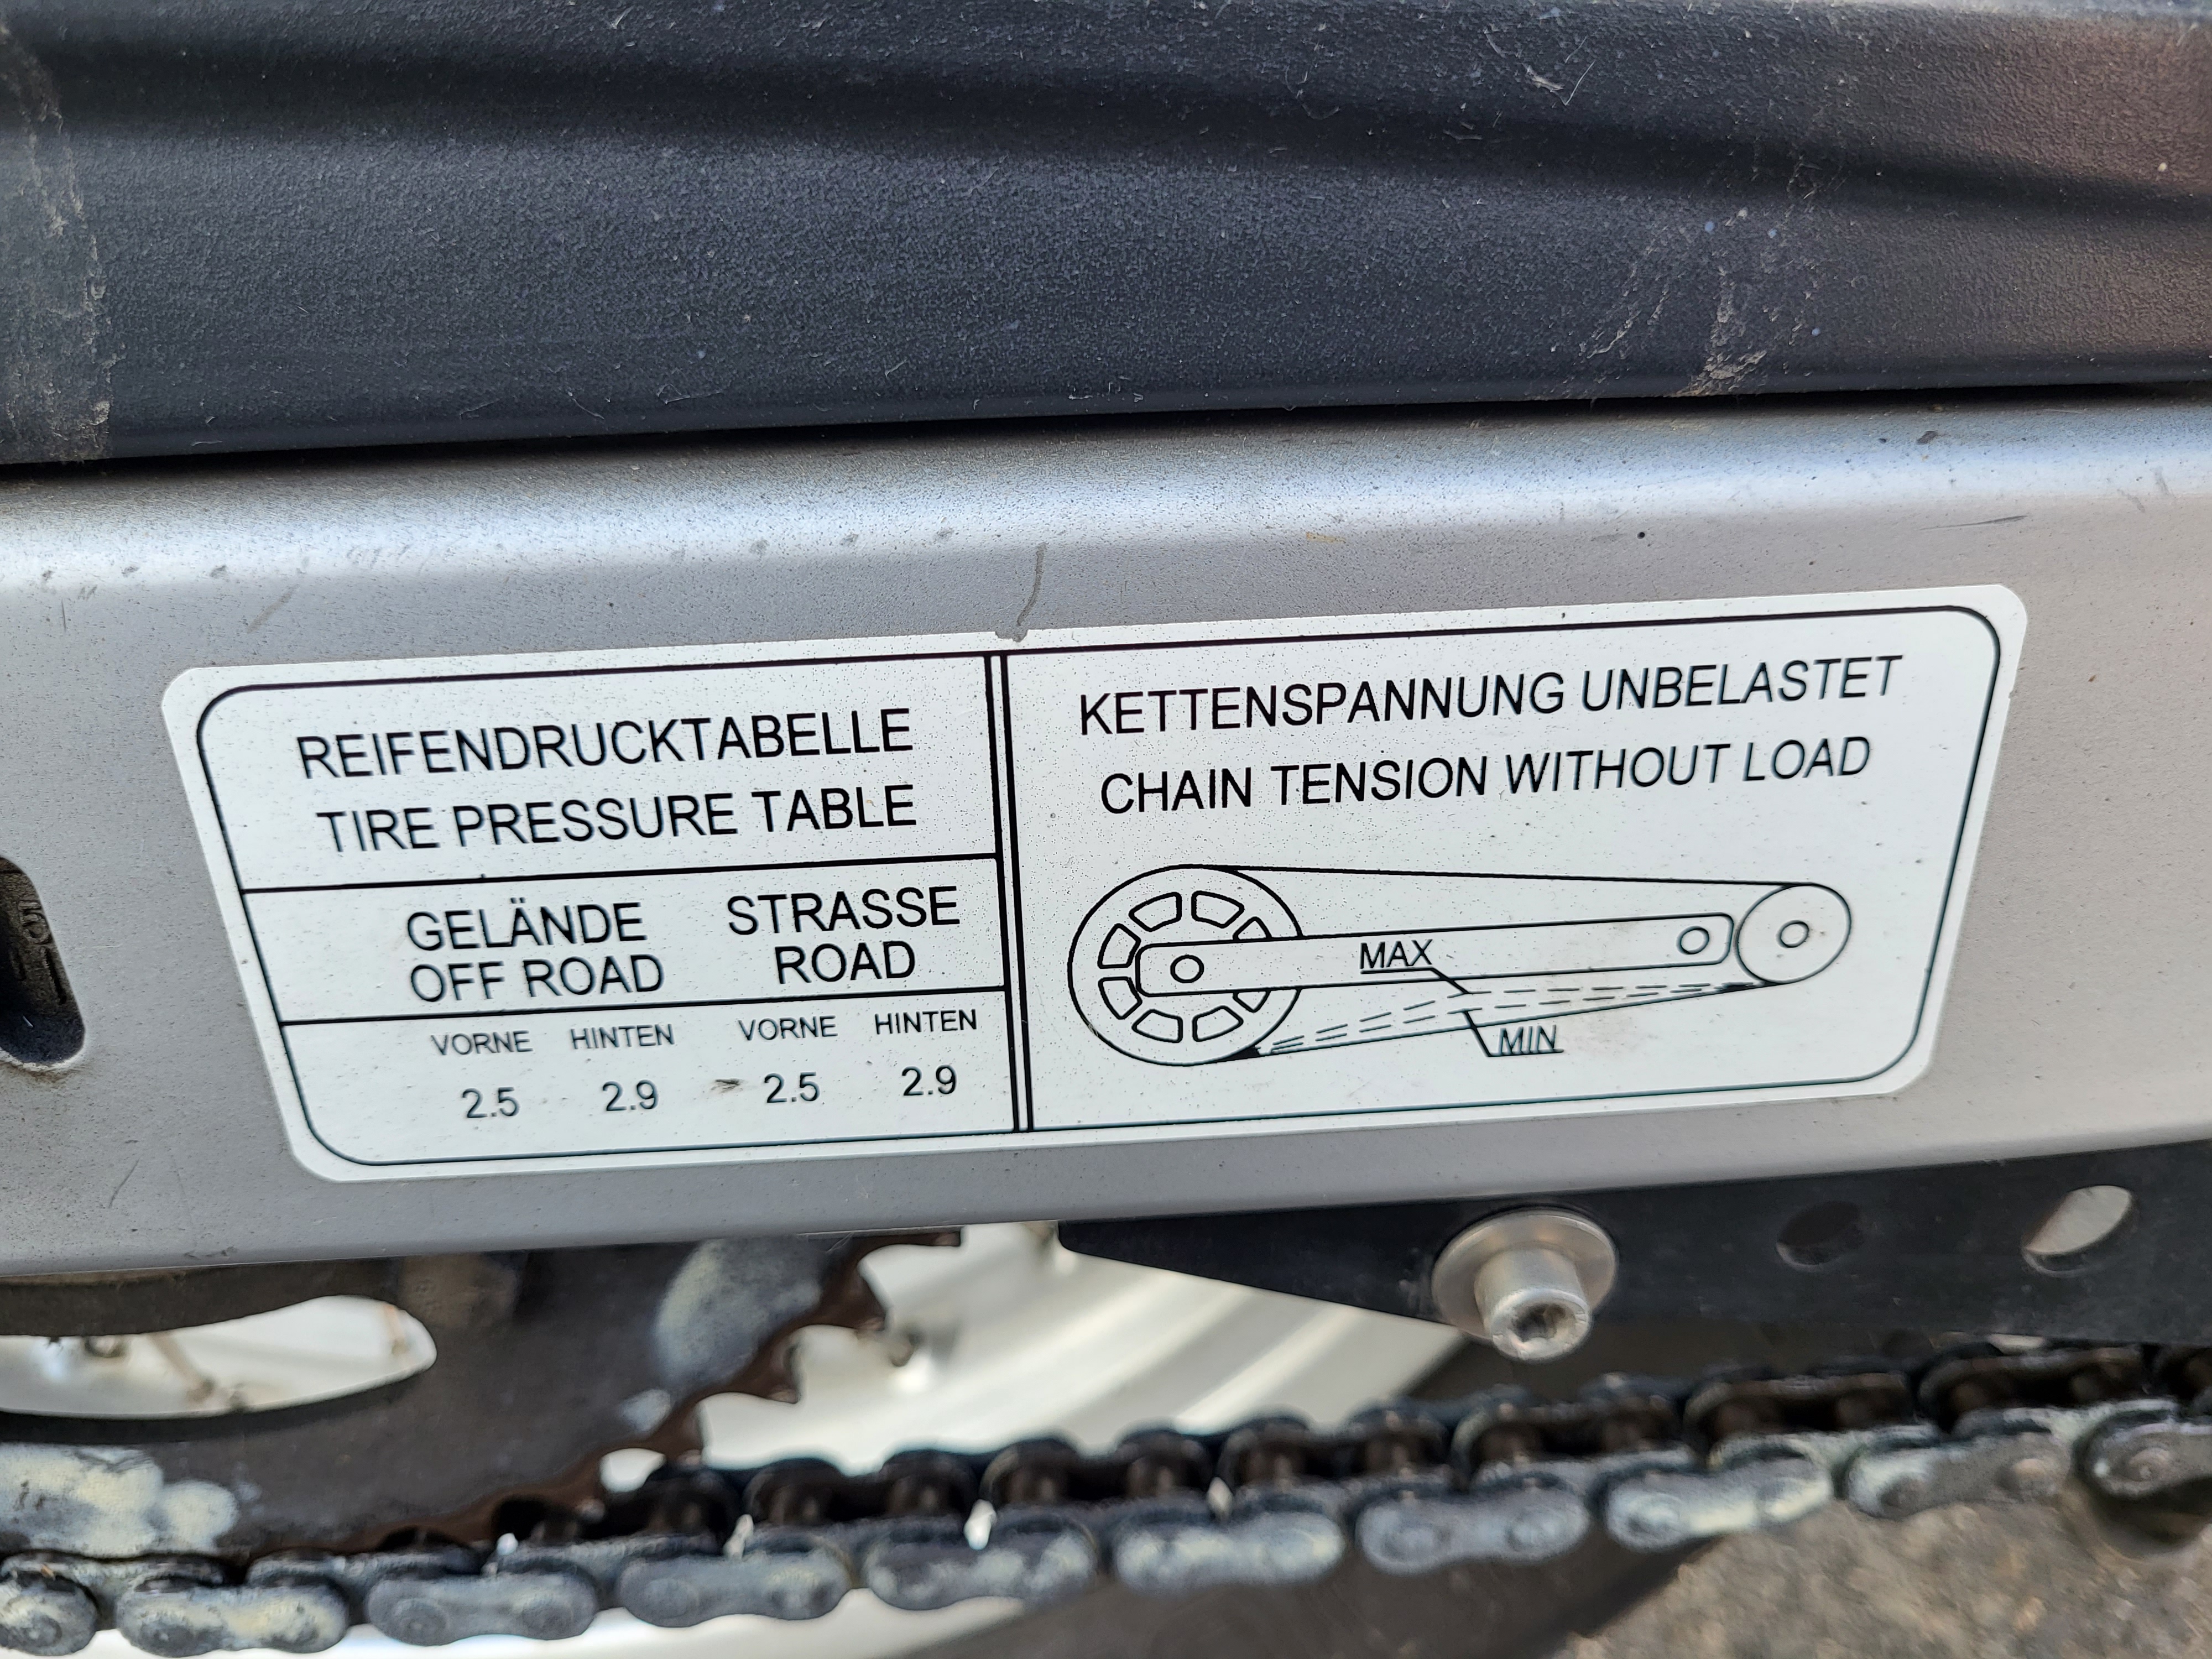 REIFENDRUCKTABELLE
TIRE PRESSURE TABLE
GELÄNDE STRASSE
OFF ROAD ROAD
VORNE HINTEN VORNE HINTEN
2.5 2.9 2.5 2.9
KETTENSPANNUNG UNBELASTET
CHAIN TENSION WITHOUT LOAD
MAX
MIN
5